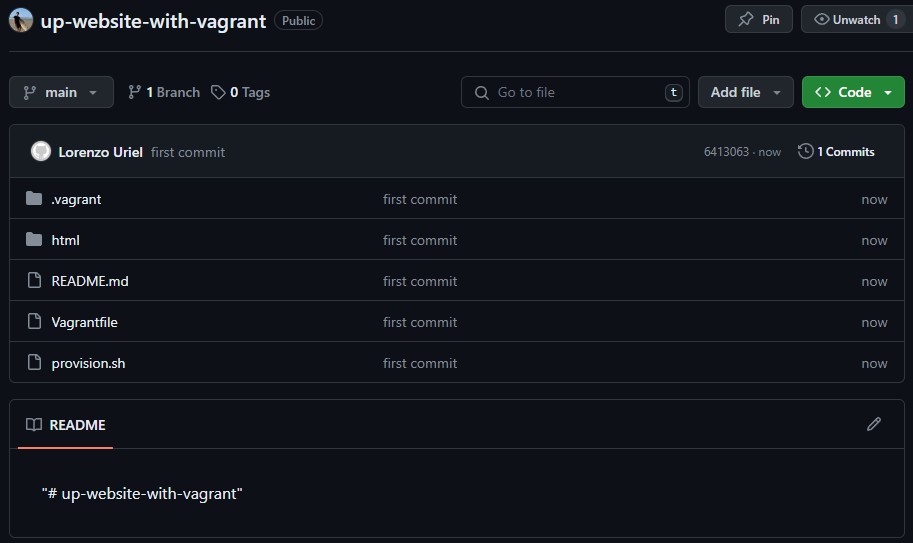 up-website-with-vagrant Public Pin Unwatch 1
main 1 Branch 0 Tags Go to file t Add file Code
Lorenzo Uriel first commit 6413063 · now 1 Commits
.vagrant first commit now
html first commit now
README.md first commit now
Vagrantfile first commit now
provision.sh first commit now
README
"# up-website-with-vagrant"